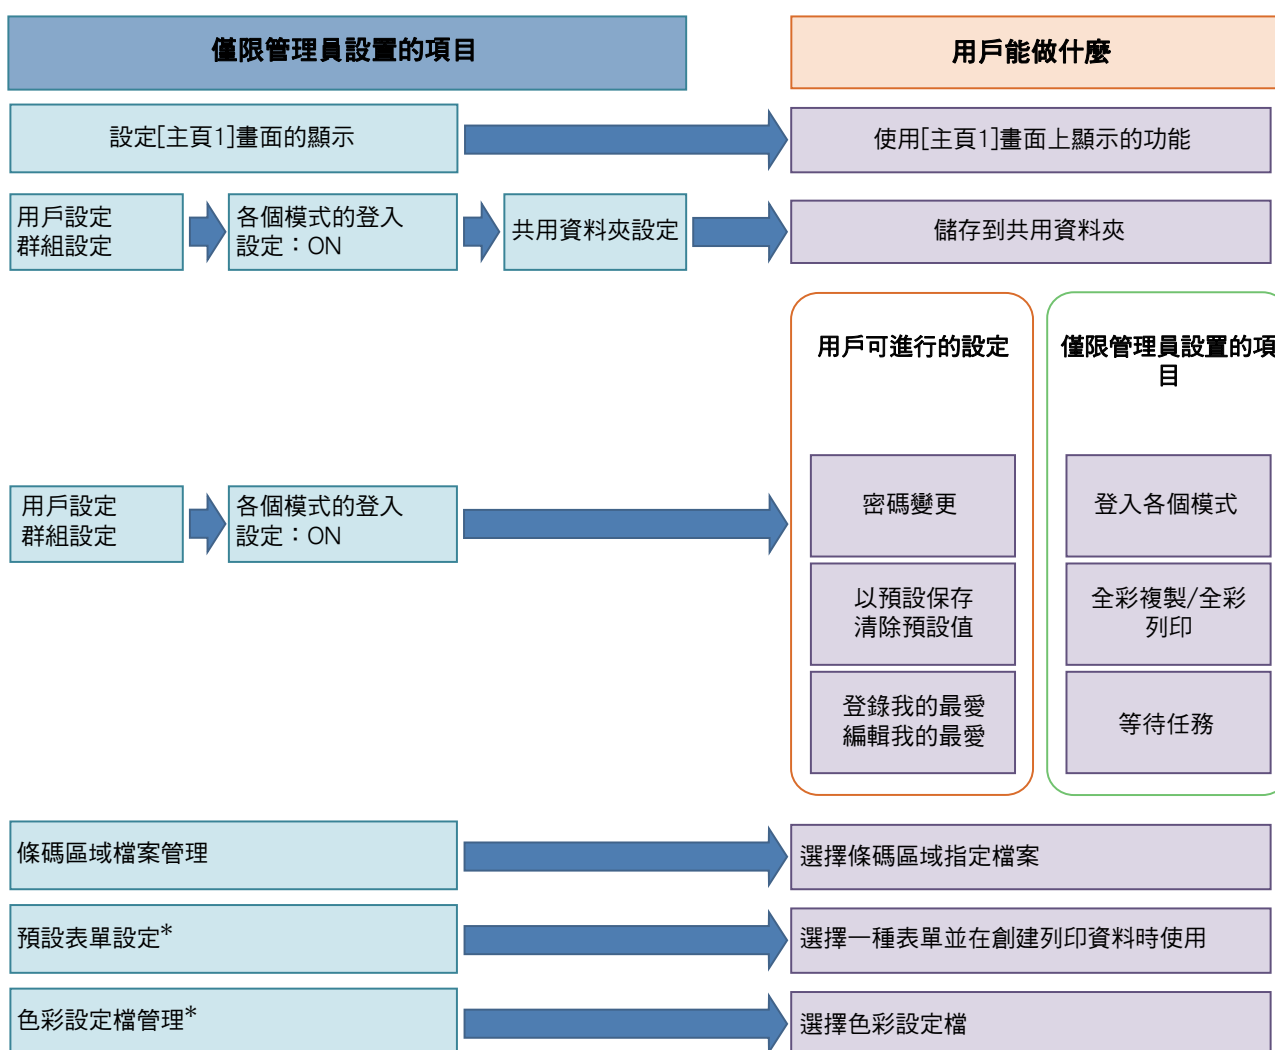 僅限管理員設置的項目
用戶能做什麼
設定[主頁1]畫面的顯示
使用[主頁1]畫面上顯示的功能
用戶設定
群組設定
各個模式的登入
設定：ON
共用資料夾設定
儲存到共用資料夾
用戶可進行的設定
僅限管理員設置的項
目
用戶設定
群組設定
各個模式的登入
設定：ON
密碼變更
登入各個模式
以預設保存
清除預設值
全彩複製/全彩
列印
登錄我的最愛
編輯我的最愛
等待任務
條碼區域檔案管理
選擇條碼區域指定檔案
預設表單設定*
選擇一種表單並在創建列印資料時使用
色彩設定檔管理*
選擇色彩設定檔